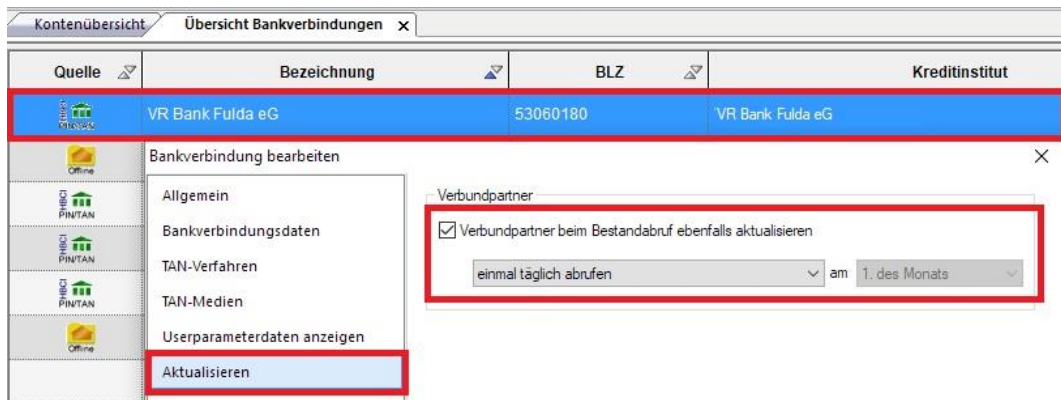 Kontenübersicht Übersicht Bankverbindungen x
Quelle Bezeichnung BLZ Kreditinstitut
HBCI PIN/TAN VR Bank Fulda eG 53060180 VR Bank Fulda eG
Offline
HBCI PIN/TAN
HBCI PIN/TAN
HBCI PIN/TAN
Offline
Bankverbindung bearbeiten
Allgemein
Bankverbindungsdaten
TAN-Verfahren
TAN-Medien
Userparameterdaten anzeigen
Aktualisieren
Verbundpartner
Verbundpartner beim Bestandabruf ebenfalls aktualisieren
einmal täglich abrufen am 1. des Monats